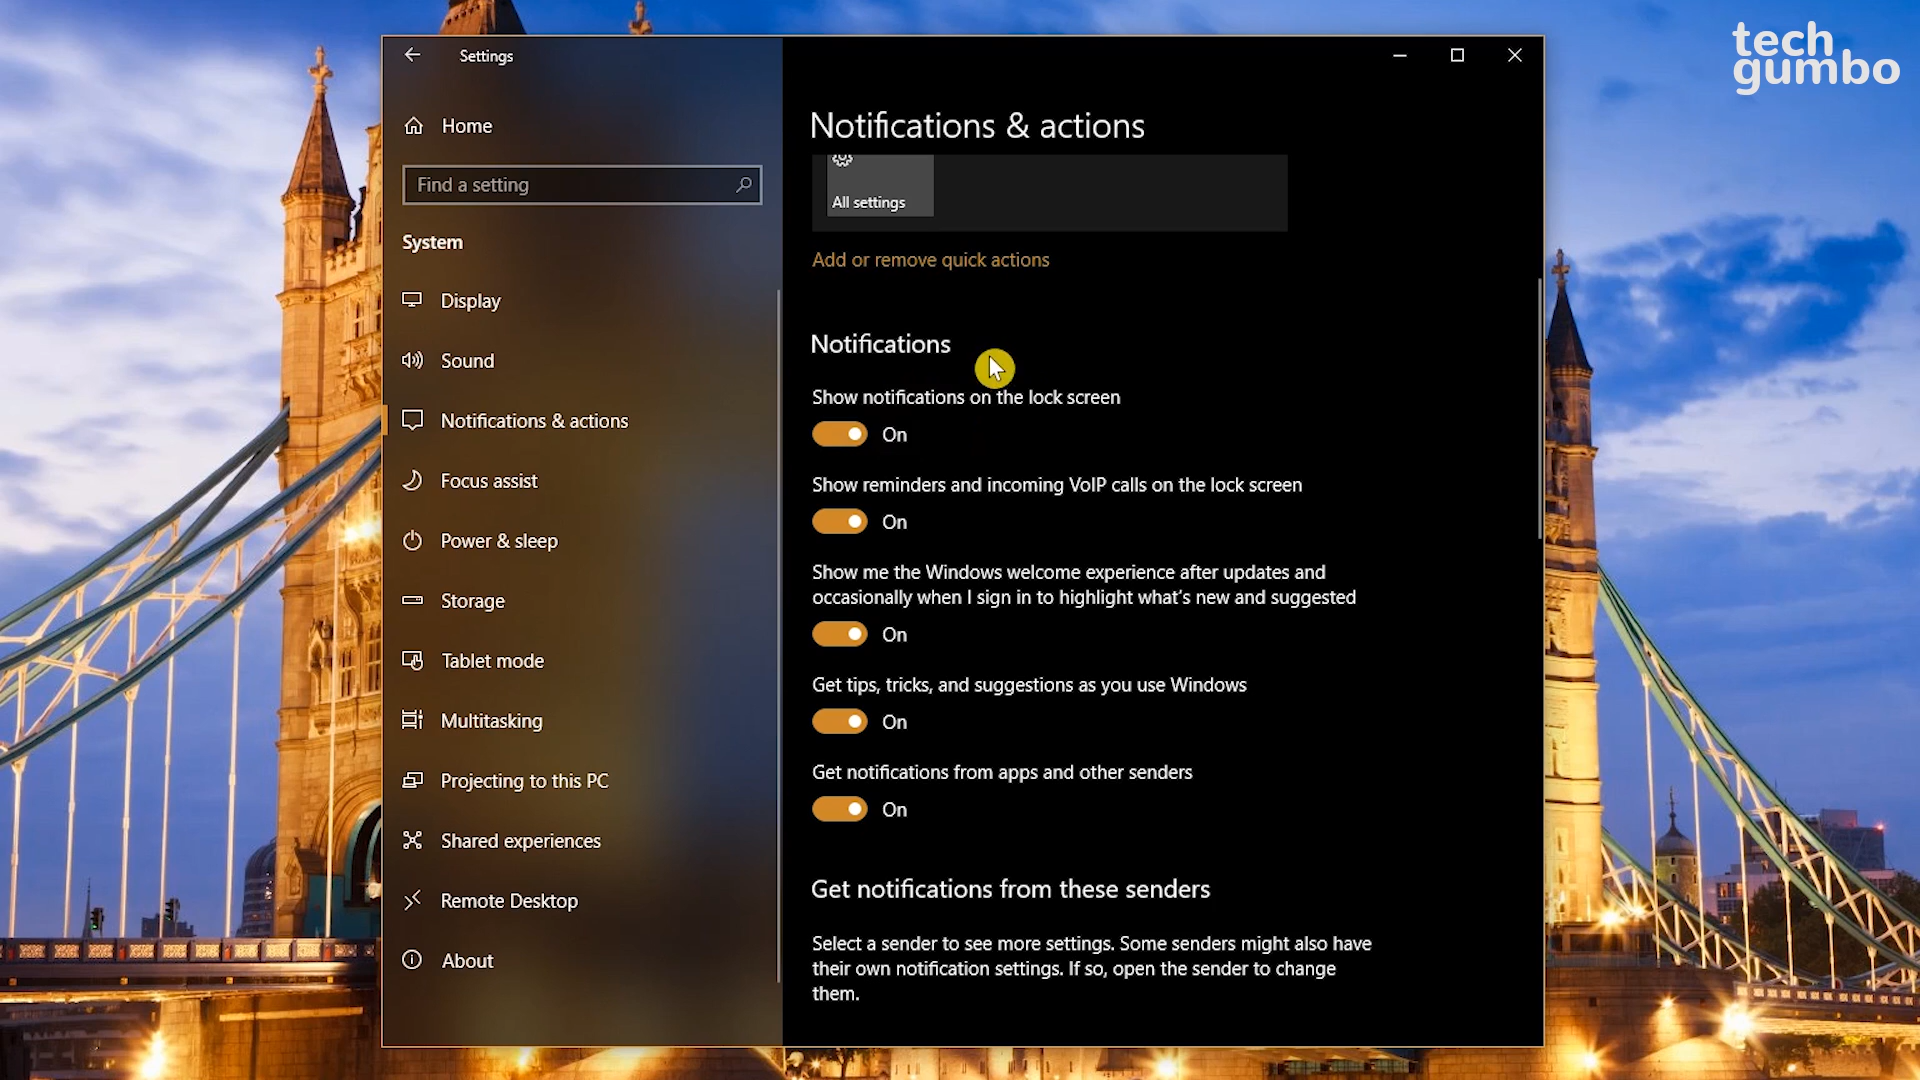 tech
gumbo
Settings
Home
Find a setting
System
Display
Sound
Notifications & actions
Focus assist
Power & sleep
Storage
Tablet mode
Multitasking
Projecting to this PC
Shared experiences
Remote Desktop
About
Notifications & actions
All settings
Add or remove quick actions
Notifications
Show notifications on the lock screen
On
Show reminders and incoming VoIP calls on the lock screen
On
Show me the Windows welcome experience after updates and
occasionally when I sign in to highlight what's new and suggested
On
Get tips, tricks, and suggestions as you use Windows
On
Get notifications from apps and other senders
On
Get notifications from these senders
Select a sender to see more settings. Some senders might also have
their own notification settings. If so, open the sender to change
them.